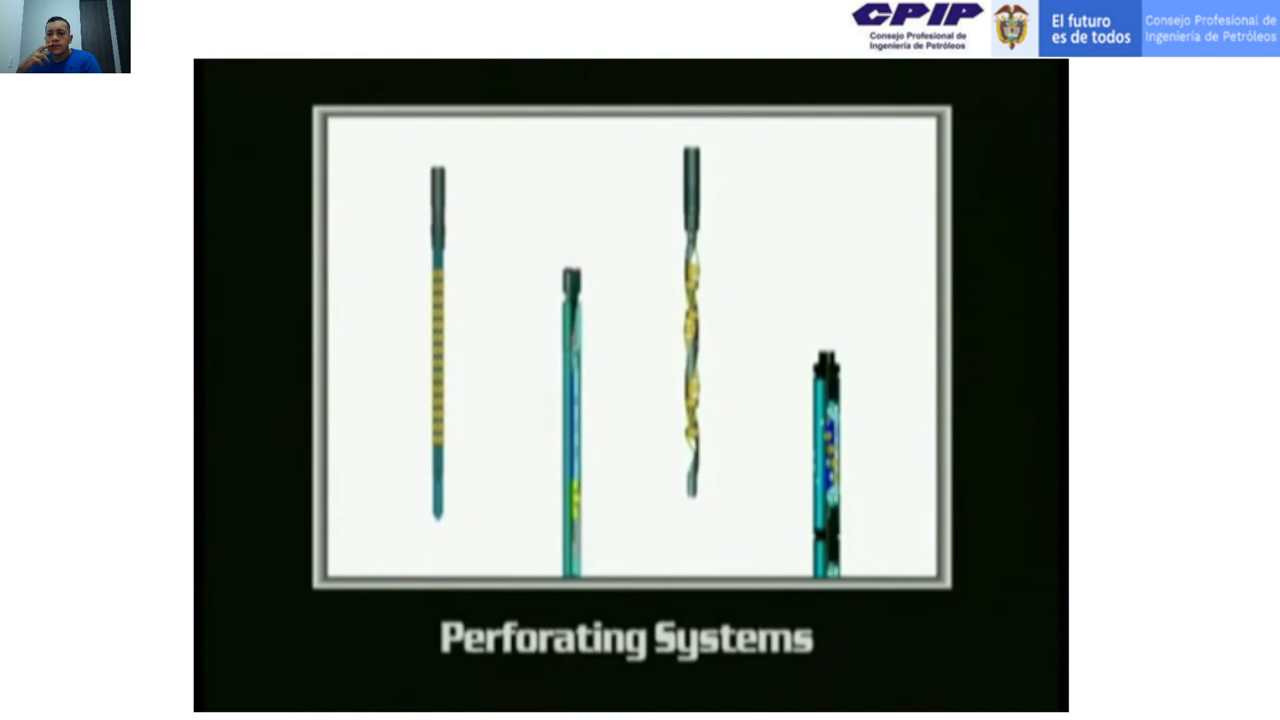 CPIP
Consejo Profesional de
Ingeniería de Petróleos
El futuro
es de todos
Consejo Profesional de
Ingeniería de Petróleos
Perforating Systems